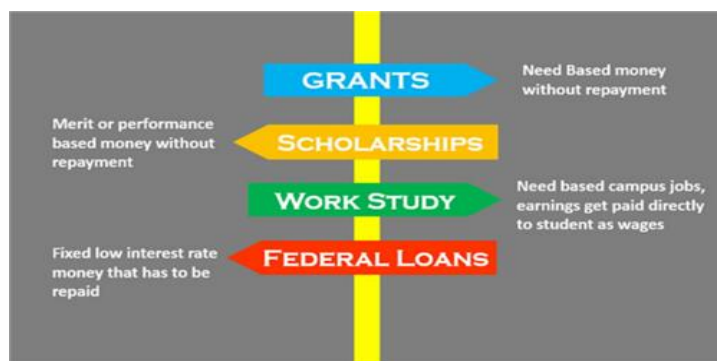 GRANTS
Need Based money
without repayment
Merit or performance
based money without
repayment
SCHOLARSHIPS
WORK STUDY
Need based campus jobs,
earnings get paid directly
to student as wages
Fixed low interest rate
money that has to be
repaid
FEDERAL LOANS